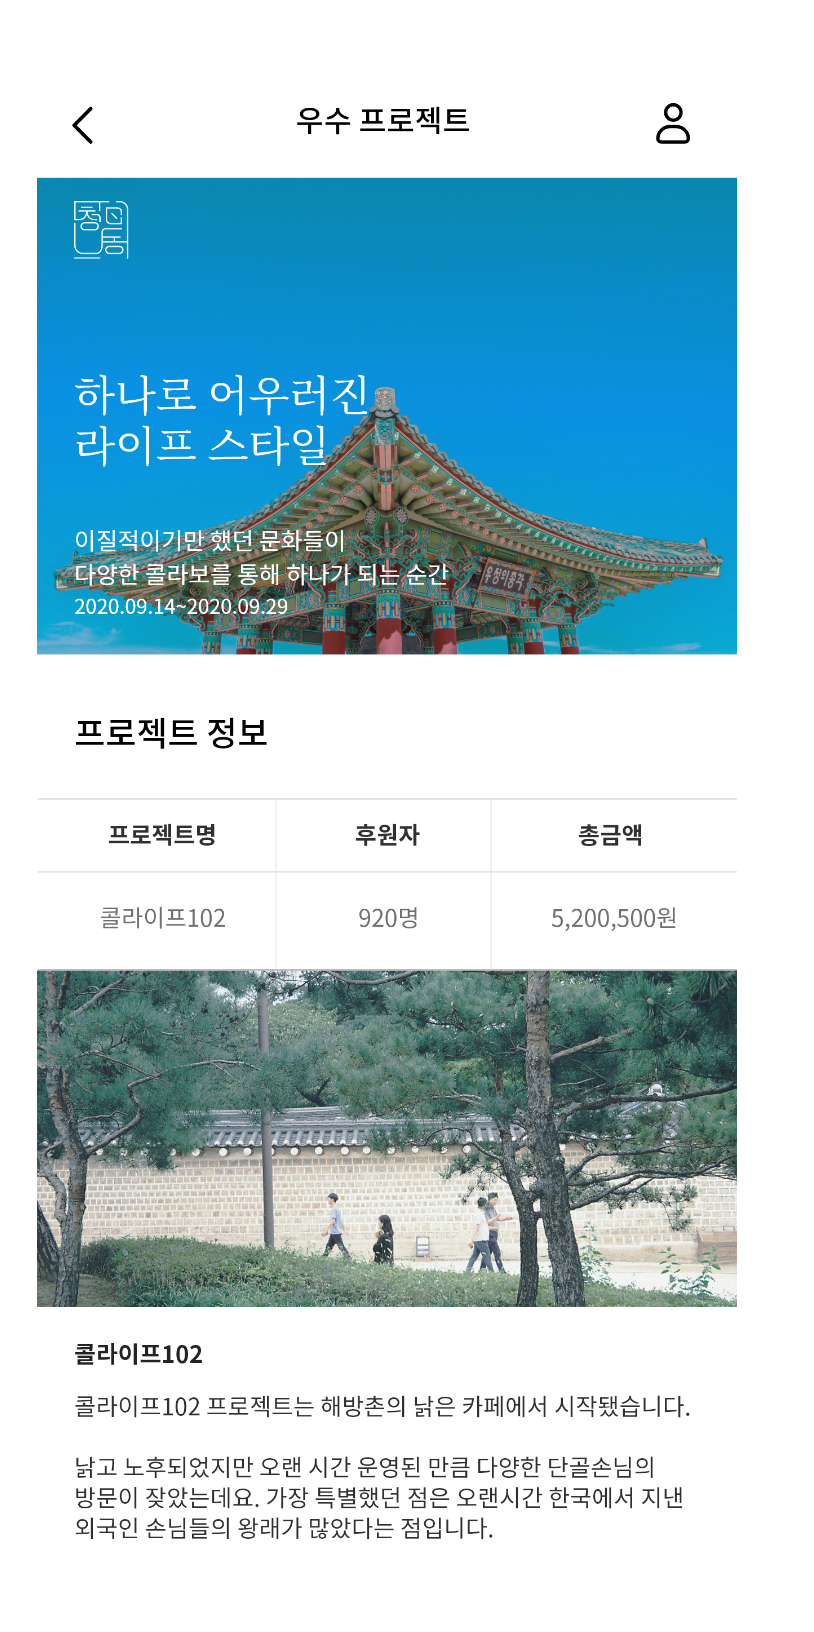 우수 프로젝트
하나로 어우러진
라이프 스타일
이질적이기만 했던 문화들이
다양한 콜라보를 통해 하나가 되는 순간
2020.09.14~2020.09.29
프로젝트 정보
프로젝트명 후원자 총금액
콜라이프102 920명 5,200,500원
콜라이프102
콜라이프102 프로젝트는 해방촌의 낡은 카페에서 시작됐습니다.
낡고 노후되었지만 오랜 시간 운영된 만큼 다양한 단골손님의
방문이 잦았는데요. 가장 특별했던 점은 오랜시간 한국에서 지낸
외국인 손님들의 왕래가 많았다는 점입니다.